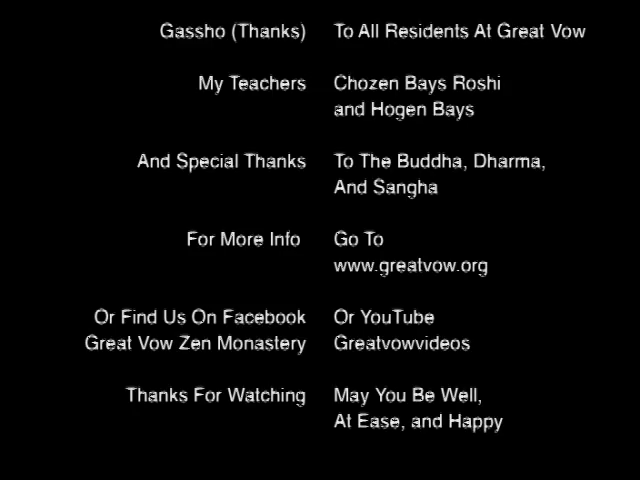 Gassho (Thanks) To All Residents At Great Vow
My Teachers Chozen Bays Roshi
and Hogen Bays
And Special Thanks To The Buddha, Dharma,
And Sangha
For More Info Go To
www.greatvow.org
Or Find Us On Facebook Or YouTube
Great Vow Zen Monastery Greatvowvideos
Thanks For Watching May You Be Well,
At Ease, and Happy